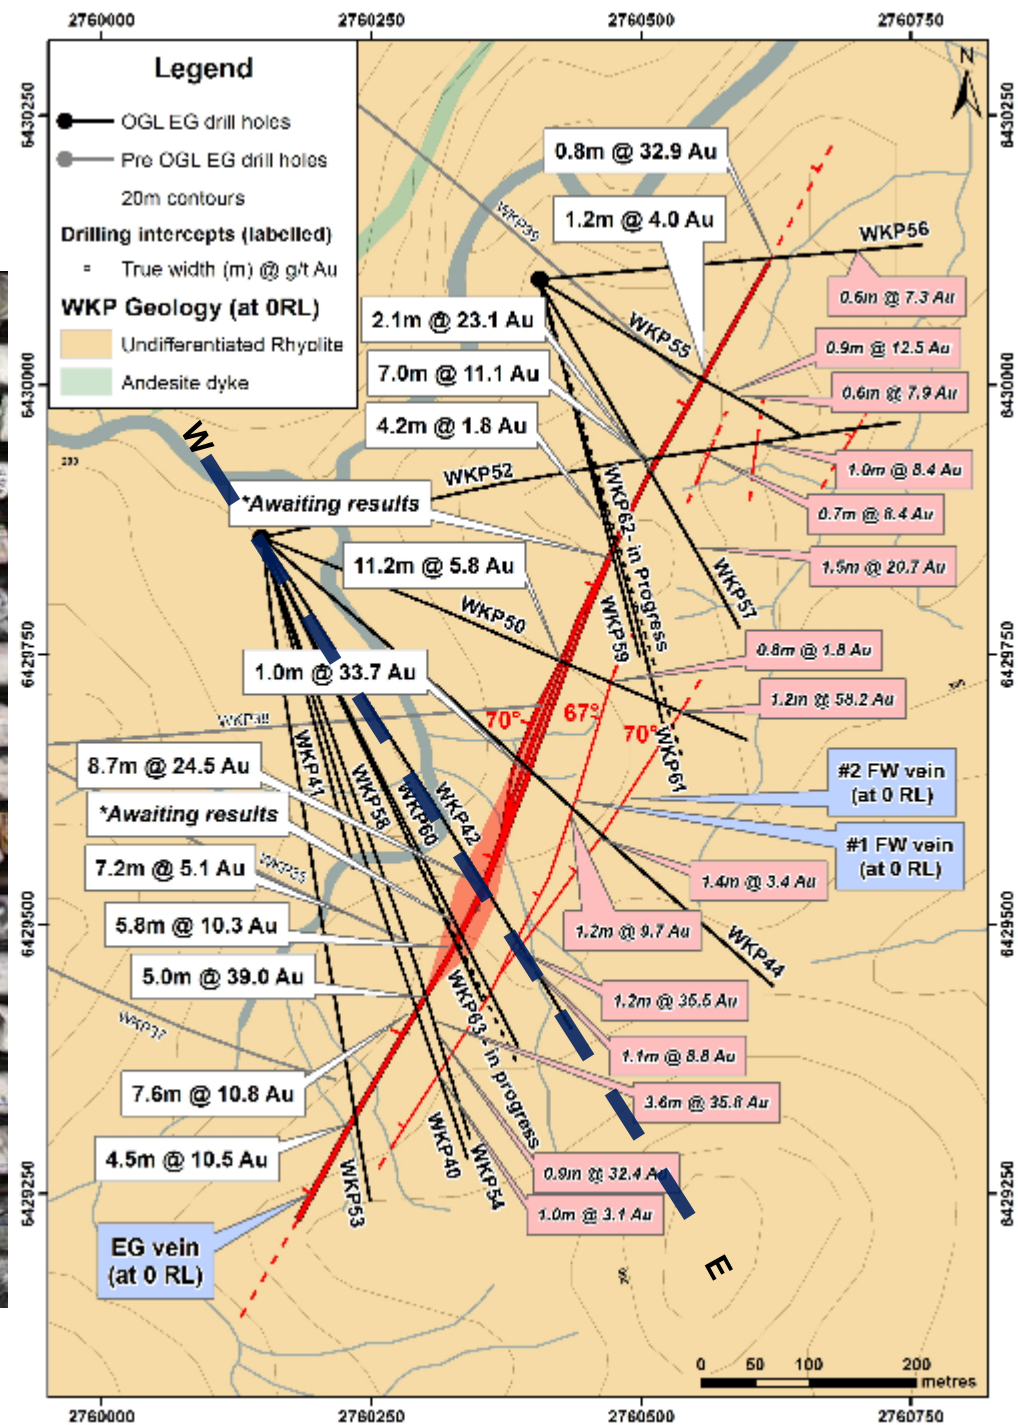 2760000
2760250
2760500
2760750
N
Legend
OGL EG drill holes
Pre OGL EG drill holes
20m contours
Drilling intercepts (labelled)
True width (m) @ g/t Au
WKP Geology (at 0RL)
Undifferentiated Rhyolite
Andesite dyke
6430250
6430250
0.8m @ 32.9 Au
1.2m @ 4.0 Au
WKP39
WKP56
0.6m @ 7.3 Au
2.1m @ 23.1 Au
WKP55
0.9m @ 12.5 Au
7.0m @ 11.1 Au
0.6m @ 7.9 Au
6430000
6430000
4.2m @ 1.8 Au
W
200
WKP52
1.0m @ 8.4 Au
*Awaiting results
0.7m @ 8.4 Au
WKP62- in Progress
11.2m @ 5.8 Au
1.5m @ 20.7 Au
WKP57
WKP50
WKP59
6429750
6429750
0.8m @ 1.8 Au
1.0m @ 33.7 Au
1.2m @ 58.2 Au
WKP38
70°
67°
70°
WKP41
WKP61
8.7m @ 24.5 Au
#2 FW vein
(at 0 RL)
WKP58
WKP60
WKP42
*Awaiting results
#1 FW vein
(at 0 RL)
7.2m @ 5.1 Au
WKP35
1.4m @ 3.4 Au
5.8m @ 10.3 Au
1.2m @ 9.7 Au
6429500
6429500
WKP44
5.0m @ 39.0 Au
1.2m @ 35.5 Au
WKP37
WKP63 - in progress
1.1m @ 8.8 Au
7.6m @ 10.8 Au
3.6m @ 35.8 Au
4.5m @ 10.5 Au
WKP40
WKP54
WKP53
0.9m @ 32.4 Au
1.0m @ 3.1 Au
6429250
6429250
EG vein
(at 0 RL)
E
0 50 100 200
metres
2760000
2760250
2760500
2760750